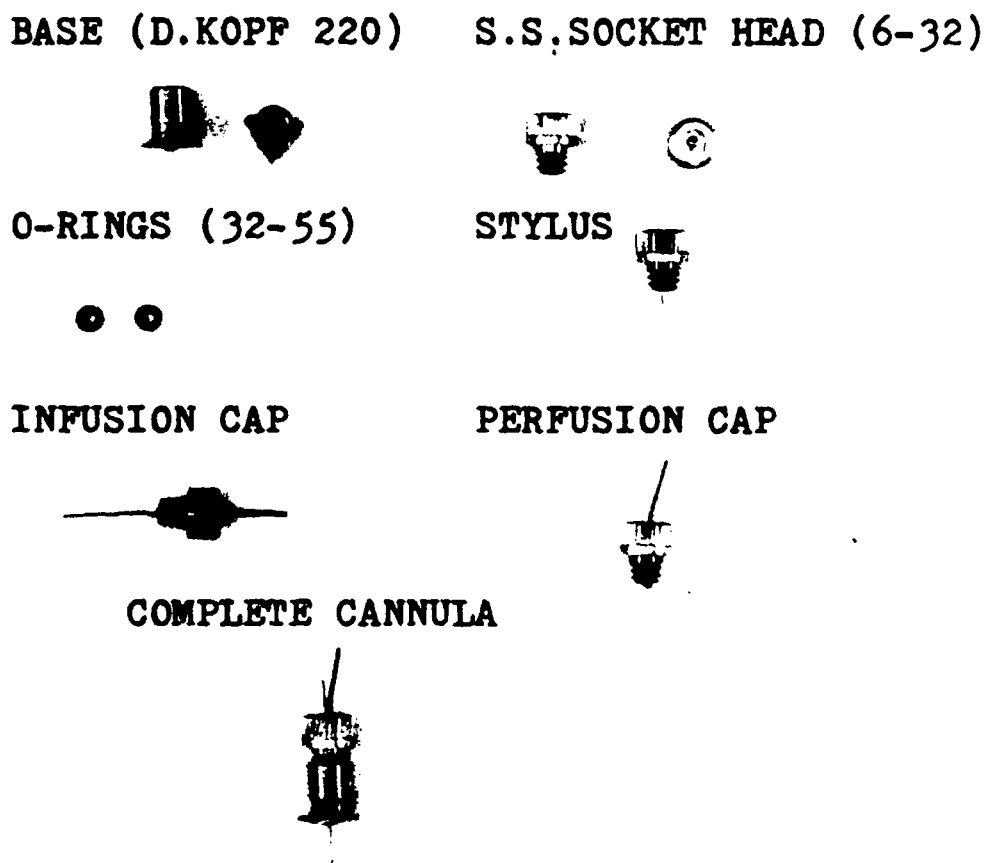 BASE (D.KOPF 220)
S.S.SOCKET HEAD (6-32)
O-RINGS (32-55)
STYLUS
INFUSION CAP
PERFUSION CAP
COMPLETE CANNULA